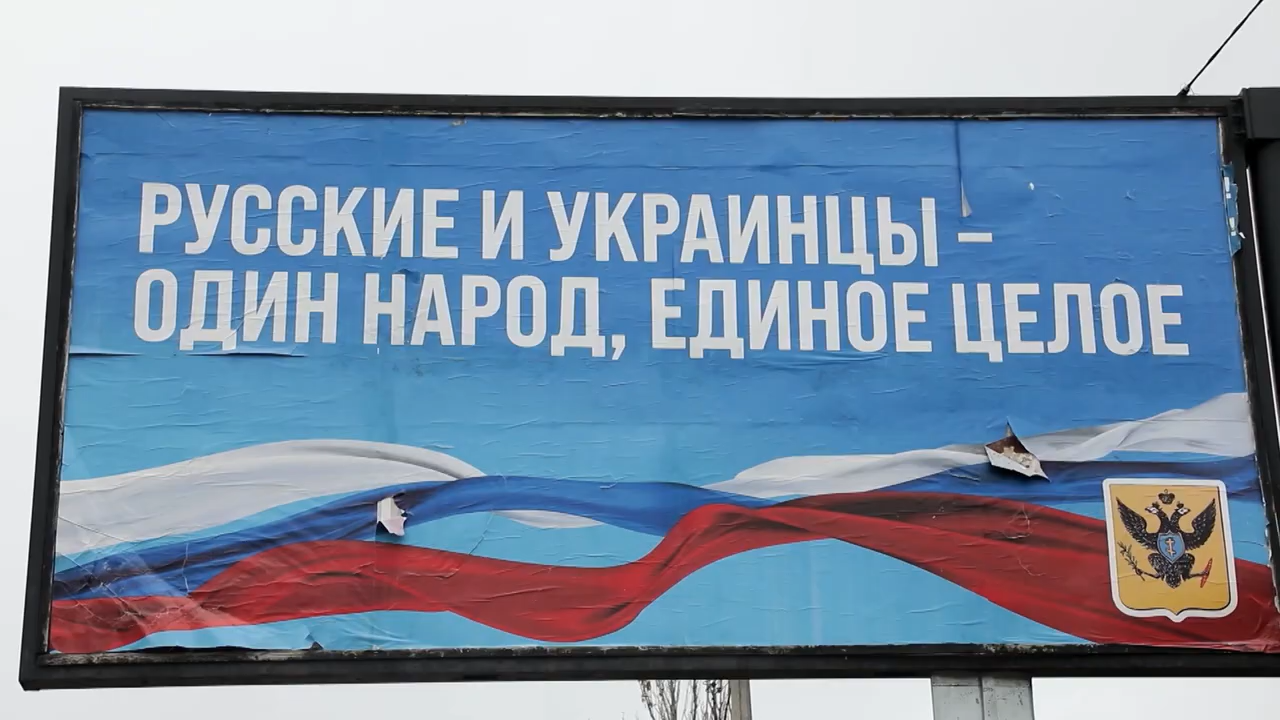 РУССКИЕ И УКРАИНЦЫ –
ОДИН НАРОД, ЕДИНОЕ ЦЕЛОЕ